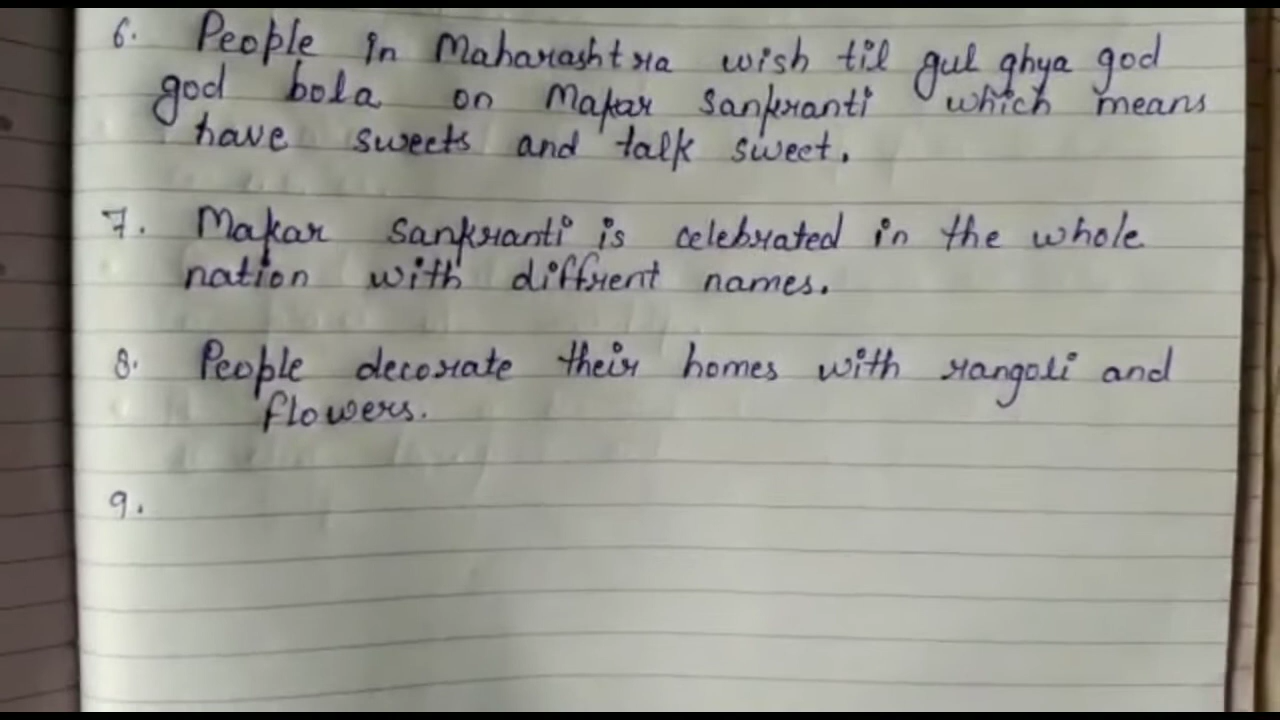 6. People in Maharashtra wish til gul ghya god
god bola on Makar Sankranti which means
have sweets and talk sweet.
7. Makar Sankranti is celebrated in the whole
nation with diffrent names.
8. People decorate their homes with rangoli and
flowers.
9.